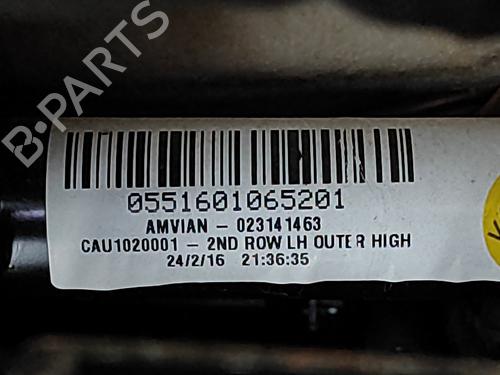 B-PARTS
0551601065201
AMVIAN - 023141463
CAU1020001 - 2ND ROW LH OUTER HIGH
24/2/16 21:36:35